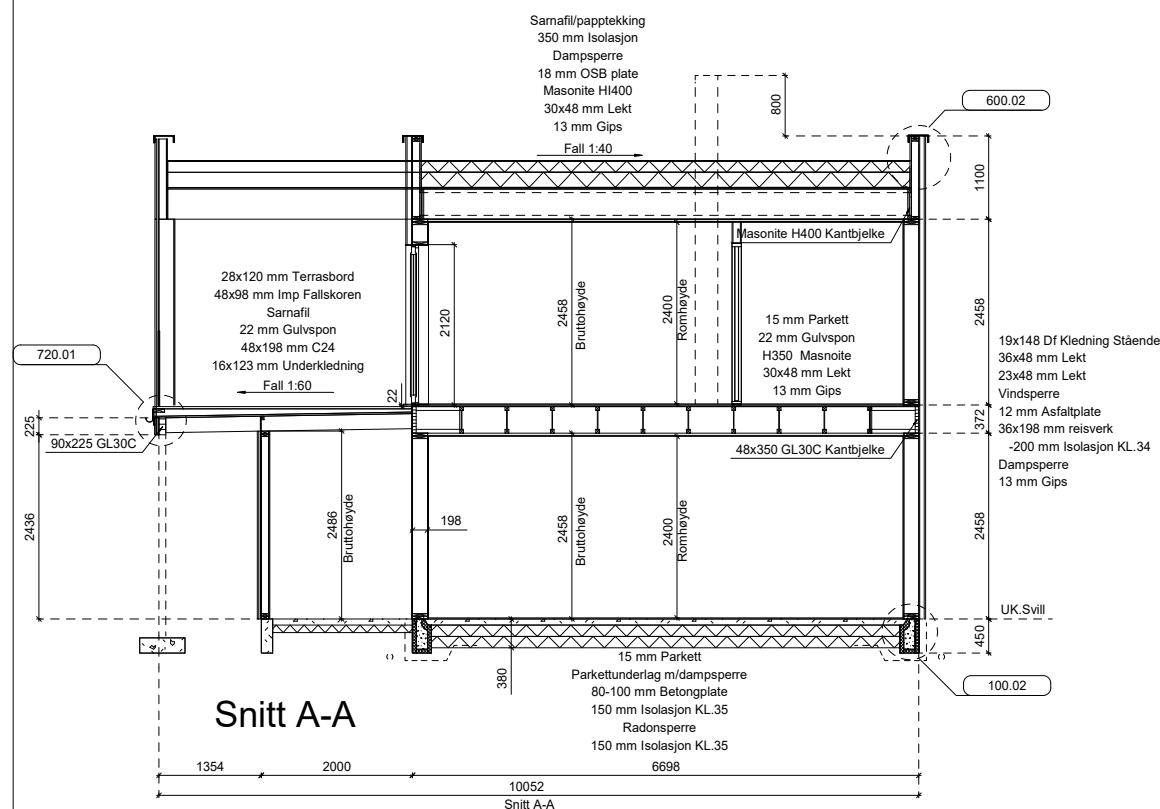 Sarnafil/papptekking
350 mm Isolasjon
Dampsperre
18 mm OSB plate
Masonite HI400
30x48 mm Lekt
13 mm Gips
Fall 1:40
800
600.02
1100
Masonite H400 Kantbjelke
28x120 mm Terrasbord
48x98 mm Imp Fallskoren
Sarnafil
22 mm Gulvspon
48x198 mm C24
16x123 mm Underkledning
Fall 1:60
720.01
225
90x225 GL30C
2436
2120
22
2458
Bruttohøyde
2400
Romhøyde
15 mm Parkett
22 mm Gulvspon
H350 Masnoite
30x48 mm Lekt
13 mm Gips
2458
372
19x148 Df Kledning Stående
36x48 mm Lekt
23x48 mm Lekt
Vindsperre
12 mm Asfaltplate
36x198 mm reisverk
-200 mm Isolasjon KL.34
Dampsperre
13 mm Gips
48x350 GL30C Kantbjelke
2486
Bruttohøyde
198
2458
Bruttohøyde
2400
Romhøyde
2458
UK.Svill
450
100.02
380
15 mm Parkett
Parkettunderlag m/dampsperre
80-100 mm Betongplate
150 mm Isolasjon KL.35
Radonsperre
150 mm Isolasjon KL.35
Snitt A-A
1354
2000
6698
10052
Snitt A-A